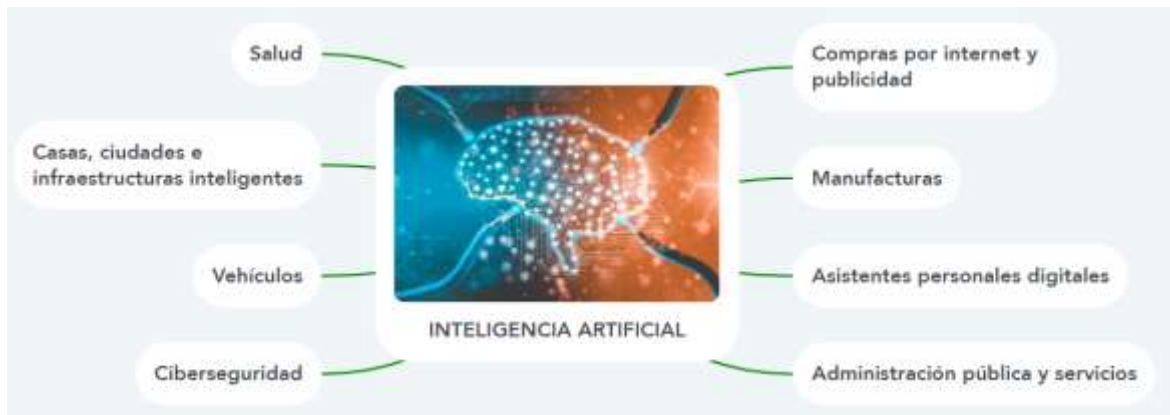 Salud
Casas, ciudades e
infraestructuras inteligentes
Vehículos
Ciberseguridad
INTELIGENCIA ARTIFICIAL
Compras por internet y
publicidad
Manufacturas
Asistentes personales digitales
Administración pública y servicios